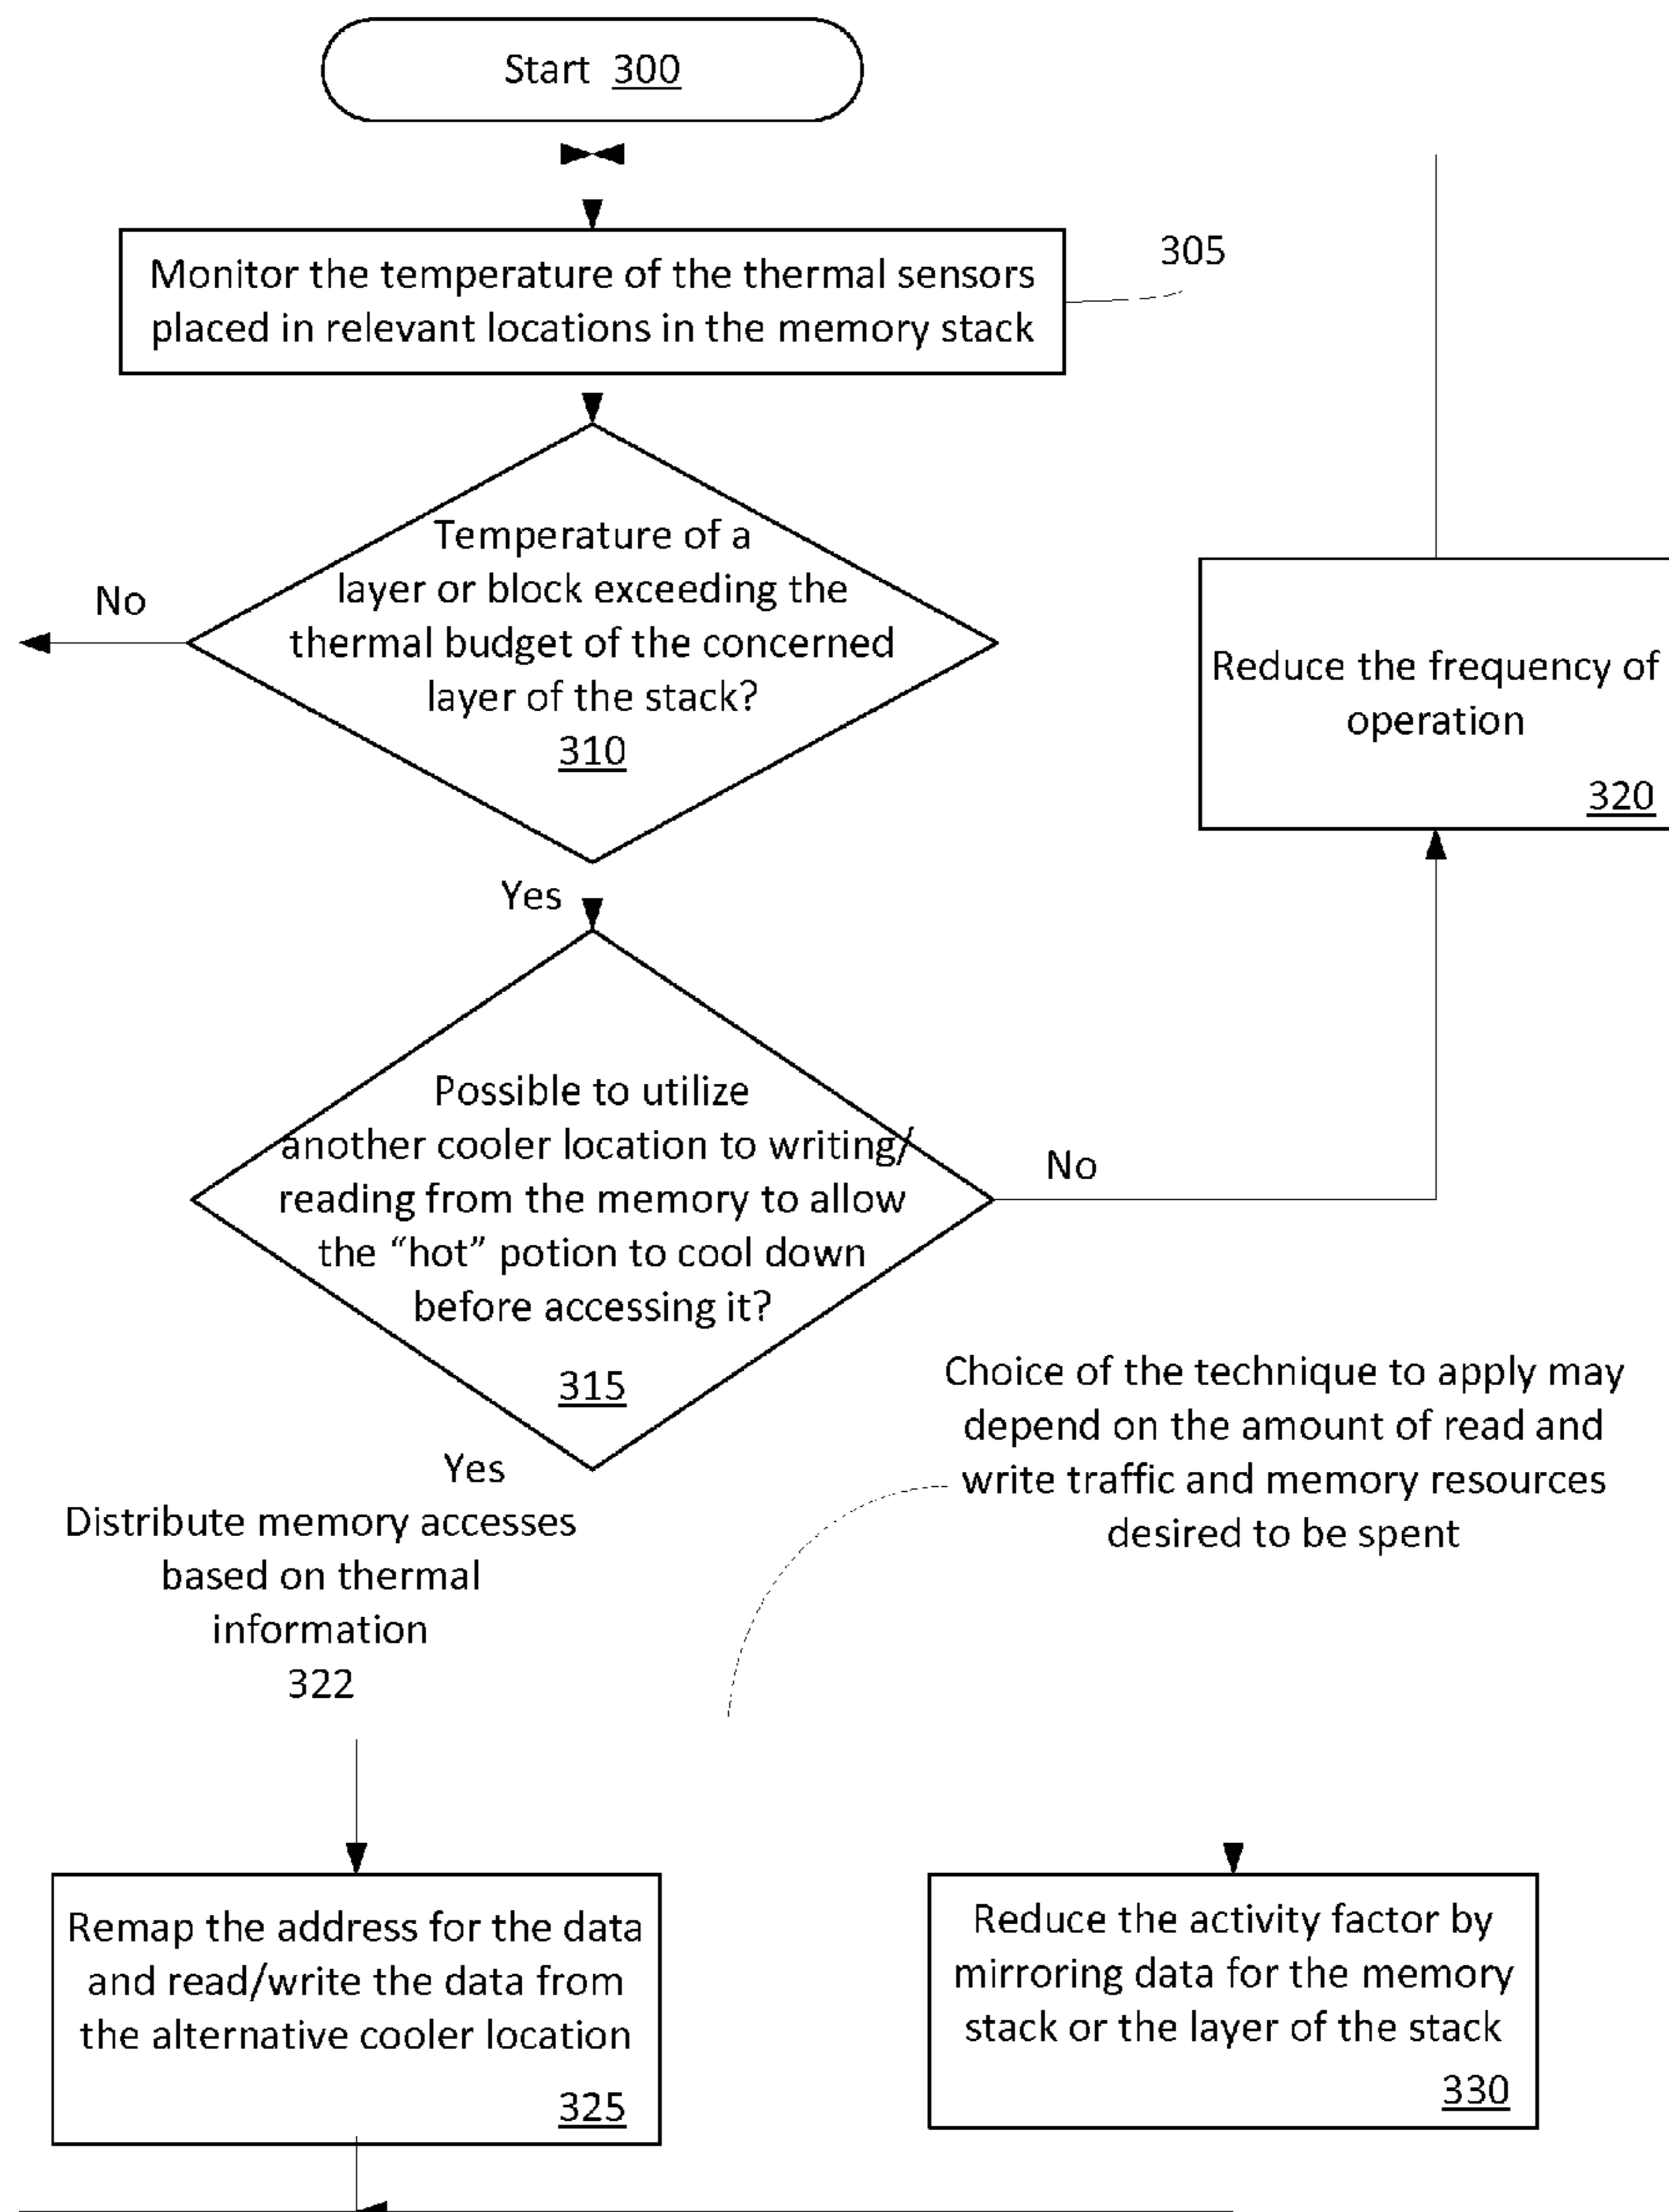 Start 300
Monitor the temperature of the thermal sensors
placed in relevant locations in the memory stack
305
Temperature of a
layer or block exceeding the
thermal budget of the concerned
layer of the stack?
310
No
Reduce the frequency of
operation
320
Yes
Possible to utilize
another cooler location to writing/
reading from the memory to allow
the “hot” potion to cool down
before accessing it?
315
No
Yes
Distribute memory accesses
based on thermal
information
322
Choice of the technique to apply may
depend on the amount of read and
write traffic and memory resources
desired to be spent
Remap the address for the data
and read/write the data from
the alternative cooler location
325
Reduce the activity factor by
mirroring data for the memory
stack or the layer of the stack
330